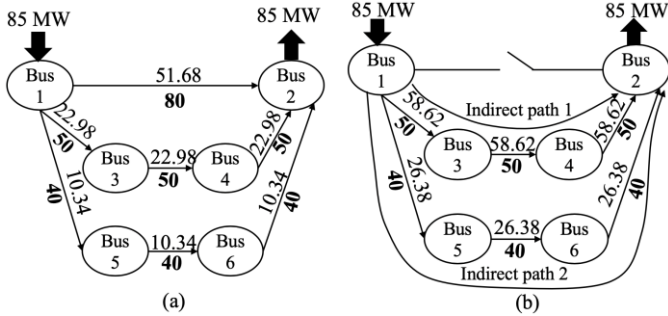 85 MW
85 MW
Bus
1
51.68
80
Bus
2
22.98
50
Bus
3
22.98
50
Bus
4
22.98
50
10.34
40
Bus
5
10.34
40
Bus
6
10.34
40
(a)
85 MW
85 MW
Bus
1
Bus
2
58.62
50
Indirect path 1
Bus
3
58.62
50
Bus
4
58.62
50
26.38
40
Bus
5
26.38
40
Bus
6
26.38
40
Indirect path 2
(b)